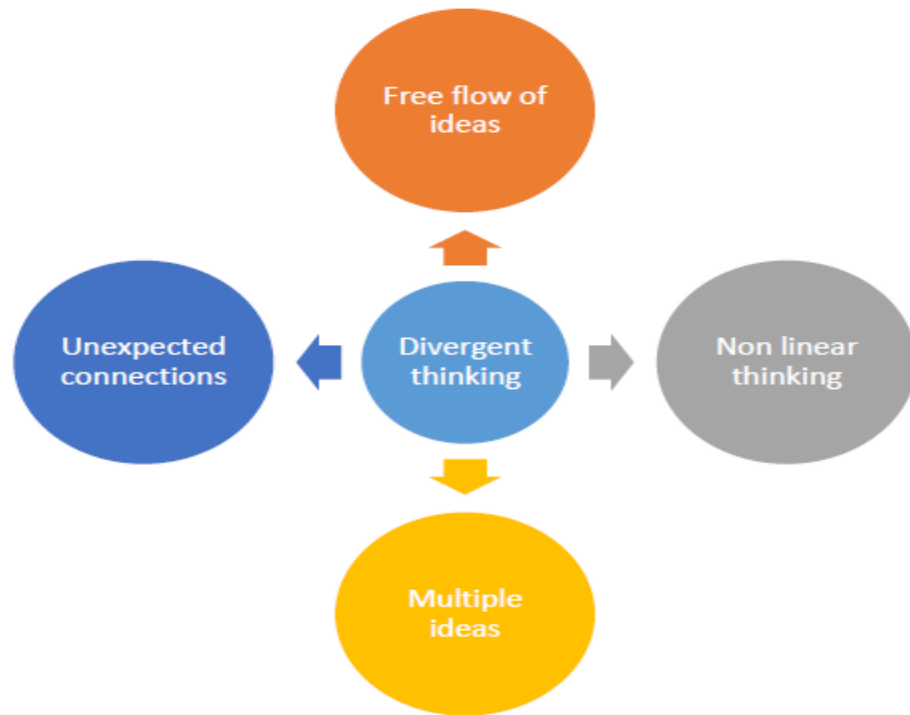 Free flow of
ideas
Unexpected
connections
Divergent
thinking
Non linear
thinking
Multiple
ideas